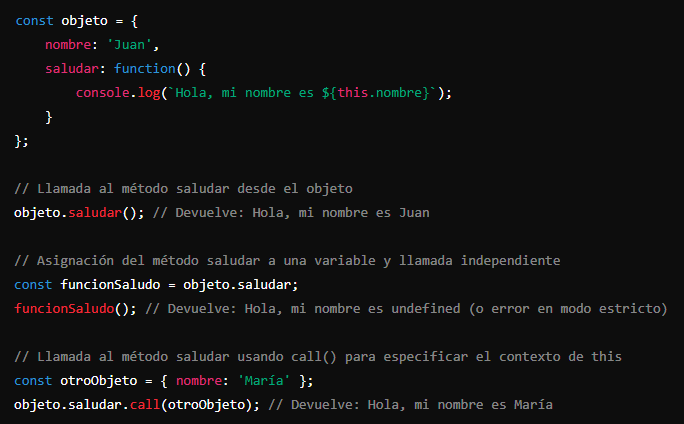 const objeto = {
    nombre: 'Juan',
    saludar: function() {
        console.log(`Hola, mi nombre es ${this.nombre}`);
    }
};

// Llamada al método saludar desde el objeto
objeto.saludar(); // Devuelve: Hola, mi nombre es Juan

// Asignación del método saludar a una variable y llamada independiente
const funcionSaludo = objeto.saludar;
funcionSaludo(); // Devuelve: Hola, mi nombre es undefined (o error en modo estricto)

// Llamada al método saludar usando call() para especificar el contexto de this
const otroObjeto = { nombre: 'María' };
objeto.saludar.call(otroObjeto); // Devuelve: Hola, mi nombre es María